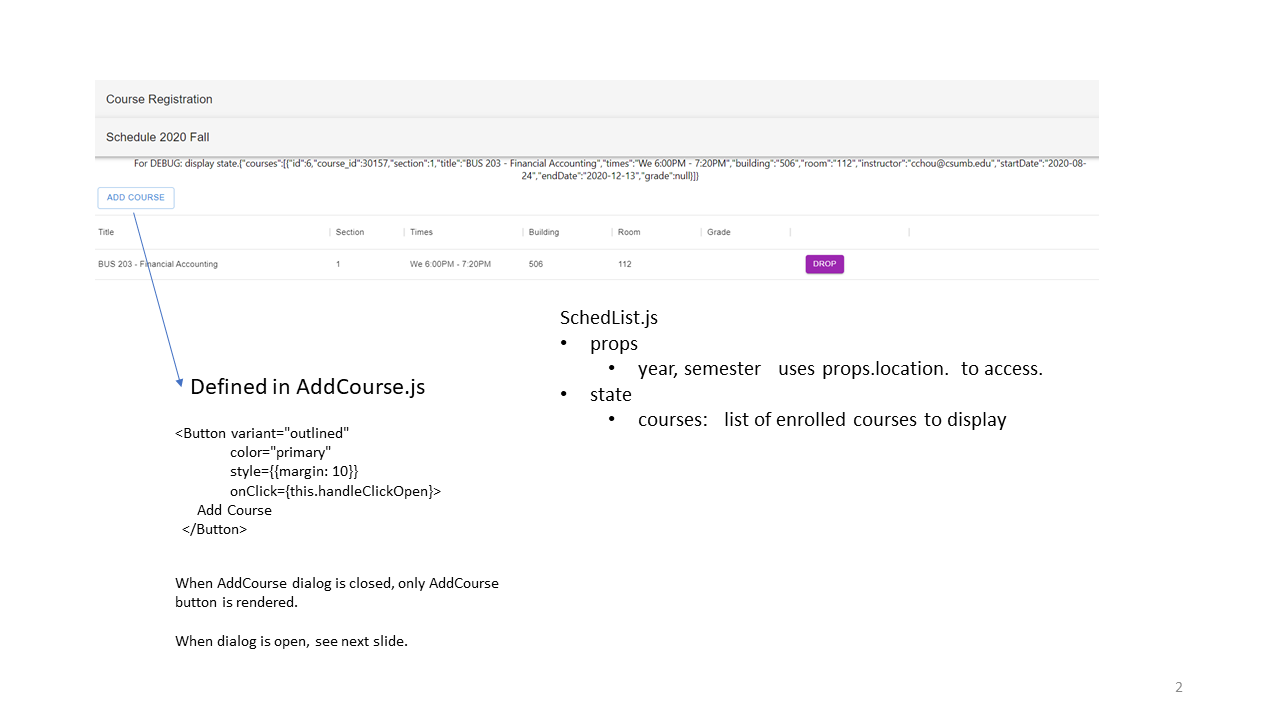 Course Registration
Schedule 2020 Fall
For DEBUG: display state.{"courses":[{"id":6,"course_id":30157,"section":1,"title":"BUS 203 - Financial Accounting","times":"We 6:00PM - 7:20PM","building":"506","room":"112","instructor":"cchou@csumb.edu","startDate":"2020-08-
24","endDate":"2020-12-13","grade":null}]}
ADD COURSE
Title Section Times Building Room Grade
BUS 203 - Financial Accounting 1 We 6:00PM - 7:20PM 506 112 DROP
SchedList.js
• props
• year, semester uses props.location. to access.
• state
• courses: list of enrolled courses to display
Defined in AddCourse.js
<Button variant="outlined"
color="primary"
style={{margin: 10}}
onClick={this.handleClickOpen}>
Add Course
</Button>
When AddCourse dialog is closed, only AddCourse
button is rendered.
When dialog is open, see next slide.
2